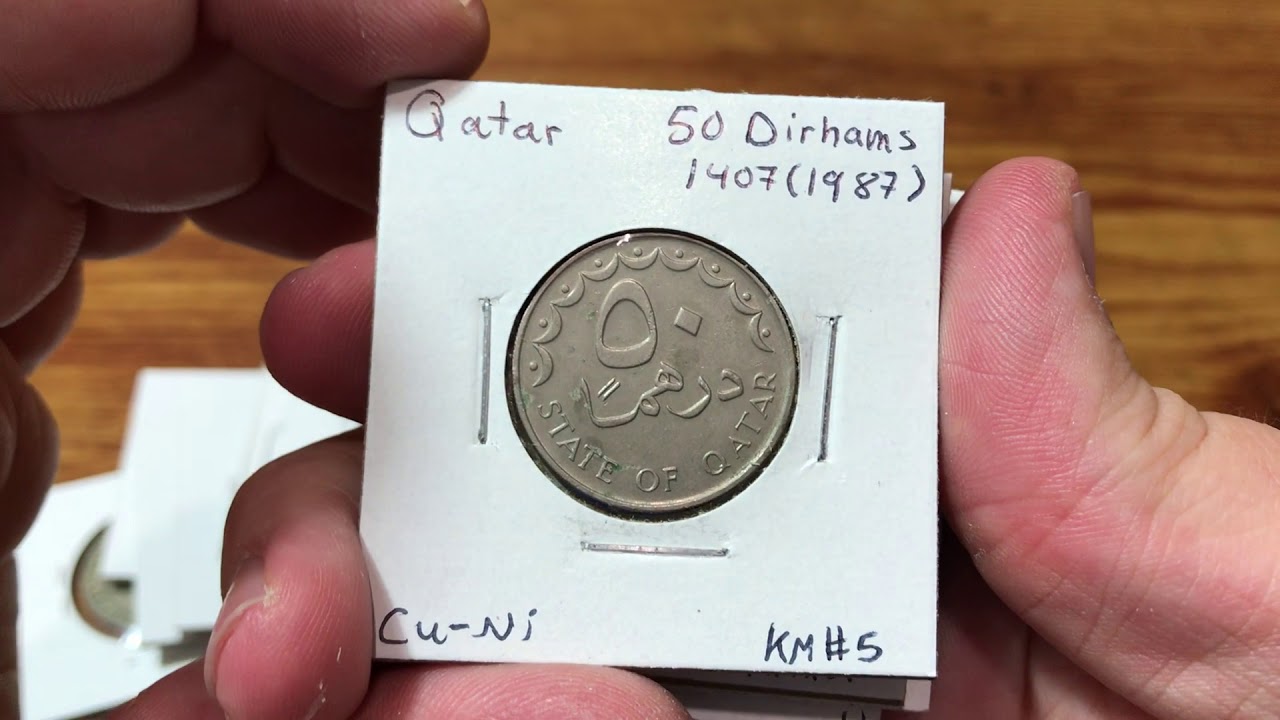 Qatar 50 Dirhams
1407 (1987)
٥٠
درهماً
STATE OF QATAR
Cu-Ni KM#5